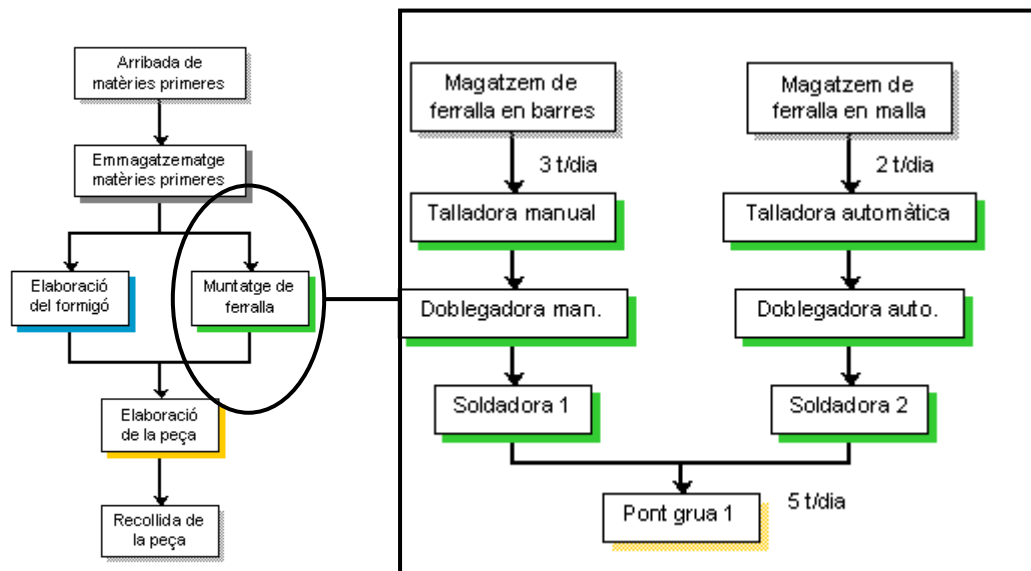 Arribada de
matèries primeres
Emmagatzematge
matèries primeres
Elaboració
del formigó
Muntatge de
ferralla
Elaboració
de la peça
Recollida de
la peça
Magatzem de
ferralla en barres
Magatzem de
ferralla en malla
3 t/dia
2 t/dia
Talladora manual
Talladora automàtica
Doblegadora man.
Doblegadora auto.
Soldadora 1
Soldadora 2
Pont grua 1
5 t/dia